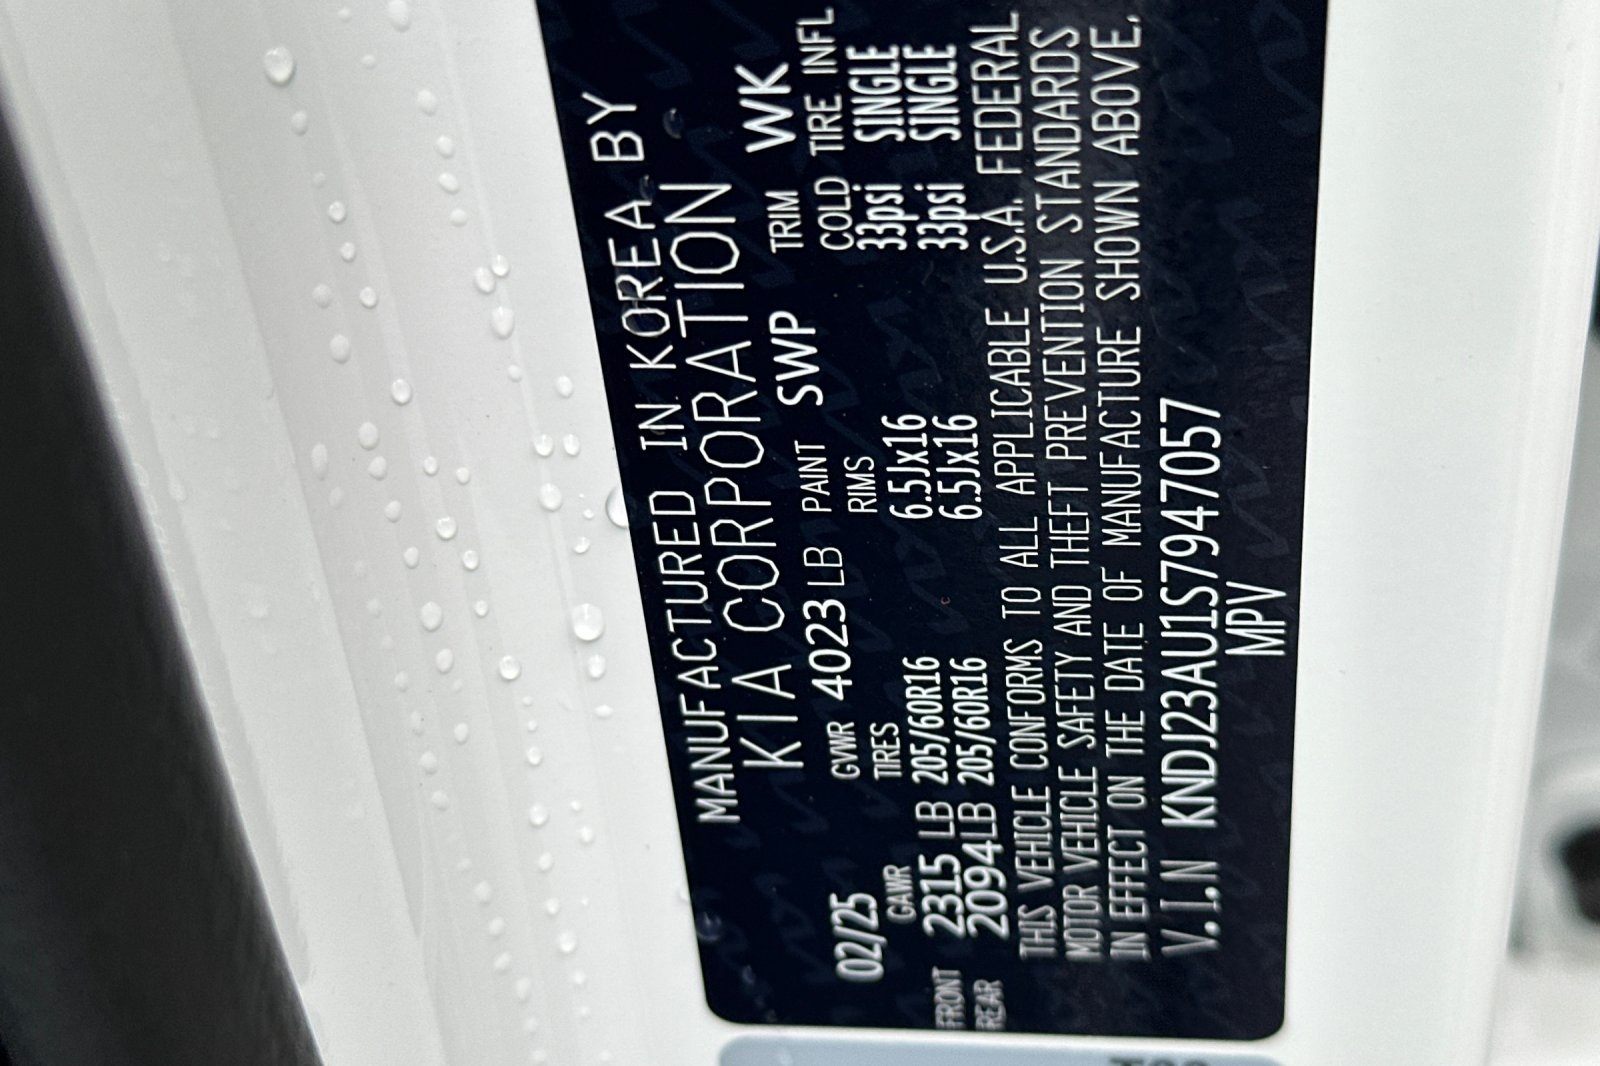 MANUFACTURED IN KOREA BY
KIA CORPORATION
02/25 GVWR 4023 LB PAINT SWP TRIM WK
GAWR TIRES RIMS COLD TIRE INFL
FRONT 2315 LB 205/60R16 6.5Jx16 33psi SINGLE
REAR 2094LB 205/60R16 6.5Jx16 33psi SINGLE
THIS VEHICLE CONFORMS TO ALL APPLICABLE U.S.A. FEDERAL
MOTOR VEHICLE SAFETY AND THEFT PREVENTION STANDARDS
IN EFFECT ON THE DATE OF MANUFACTURE SHOWN ABOVE.
V.I.N KNDJ23AU1S7947057
MPV